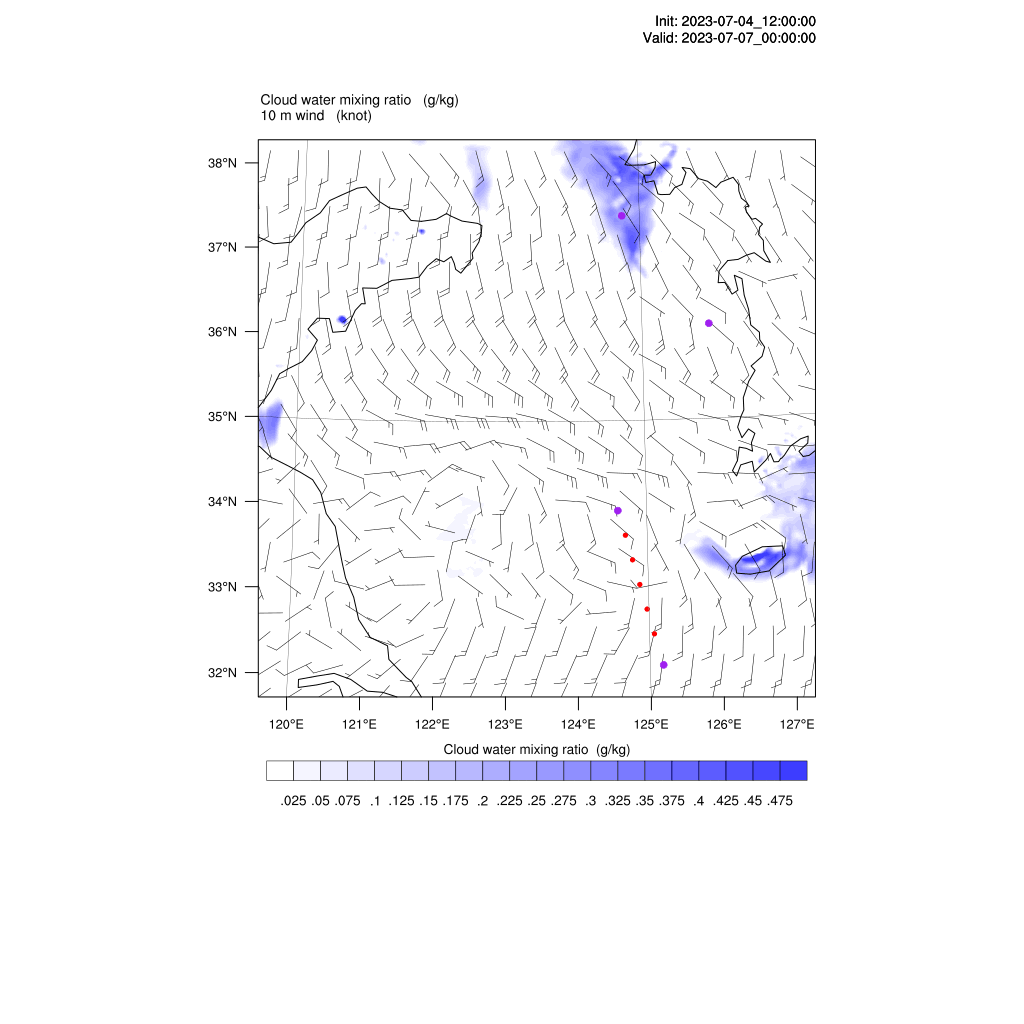 Init: 2023-07-04_12:00:00
Valid: 2023-07-07_00:00:00
Cloud water mixing ratio (g/kg)
10 m wind (knot)
38°N
37°N
36°N
35°N
34°N
33°N
32°N
120°E 121°E 122°E 123°E 124°E 125°E 126°E 127°E
Cloud water mixing ratio (g/kg)
.025 .05 .075 .1 .125 .15 .175 .2 .225 .25 .275 .3 .325 .35 .375 .4 .425 .45 .475